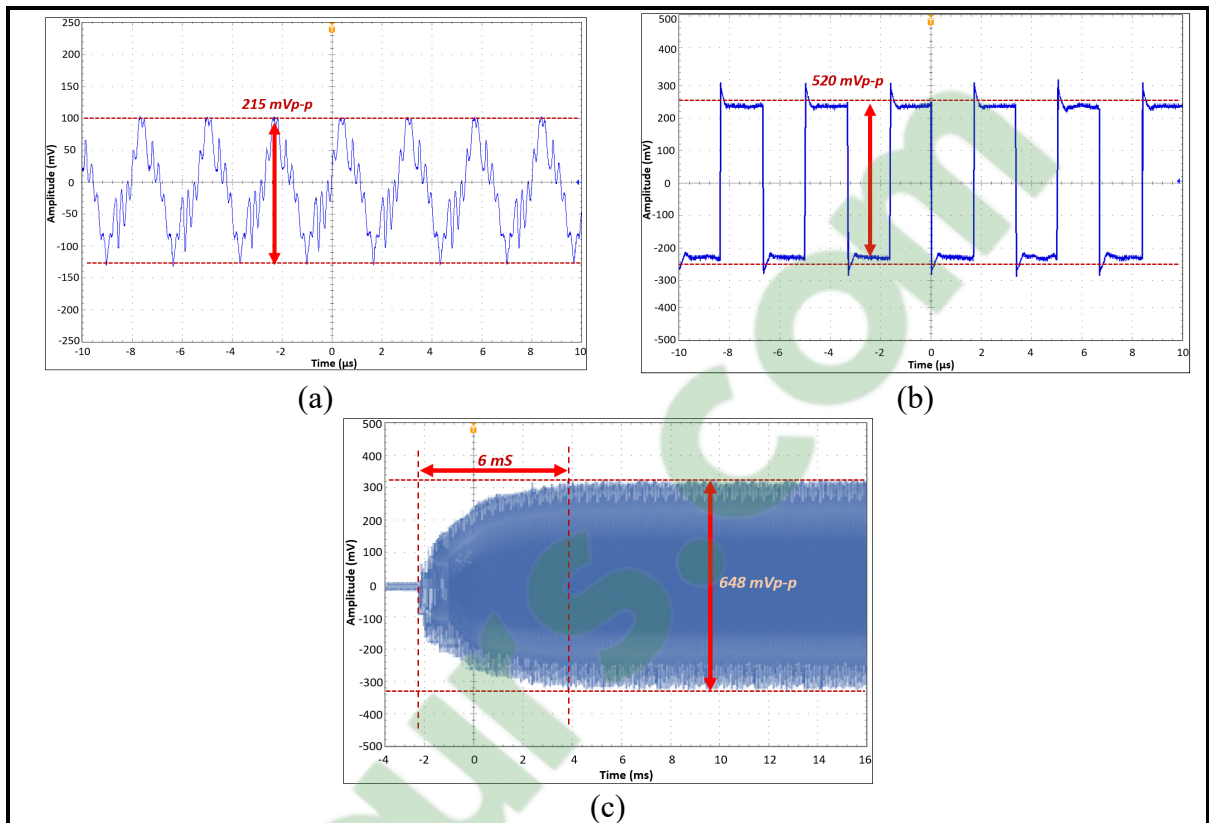 250
200
150
100
50
0
-50
-100
-150
-200
-250
Amplitude (mV)
215 mVp-p
T
-10 -8 -6 -4 -2 0 2 4 6 8 10
Time (µs)
(a)
500
400
300
200
100
0
-100
-200
-300
-400
-500
Amplitude (mV)
520 mVp-p
T
-10 -8 -6 -4 -2 0 2 4 6 8 10
Time (µs)
(b)
500
400
300
200
100
0
-100
-200
-300
-400
-500
Amplitude (mV)
6 mS
648 mVp-p
T
-4 -2 0 2 4 6 8 10 12 14 16
Time (ms)
(c)
urs.com